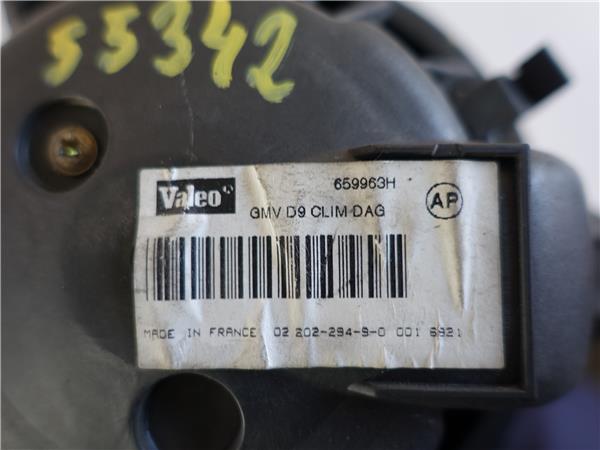 55342
Valeo
659963H
GMV D9 CLIM DAG
AP
MADE IN FRANCE 02 202-294-9-0 001 6921